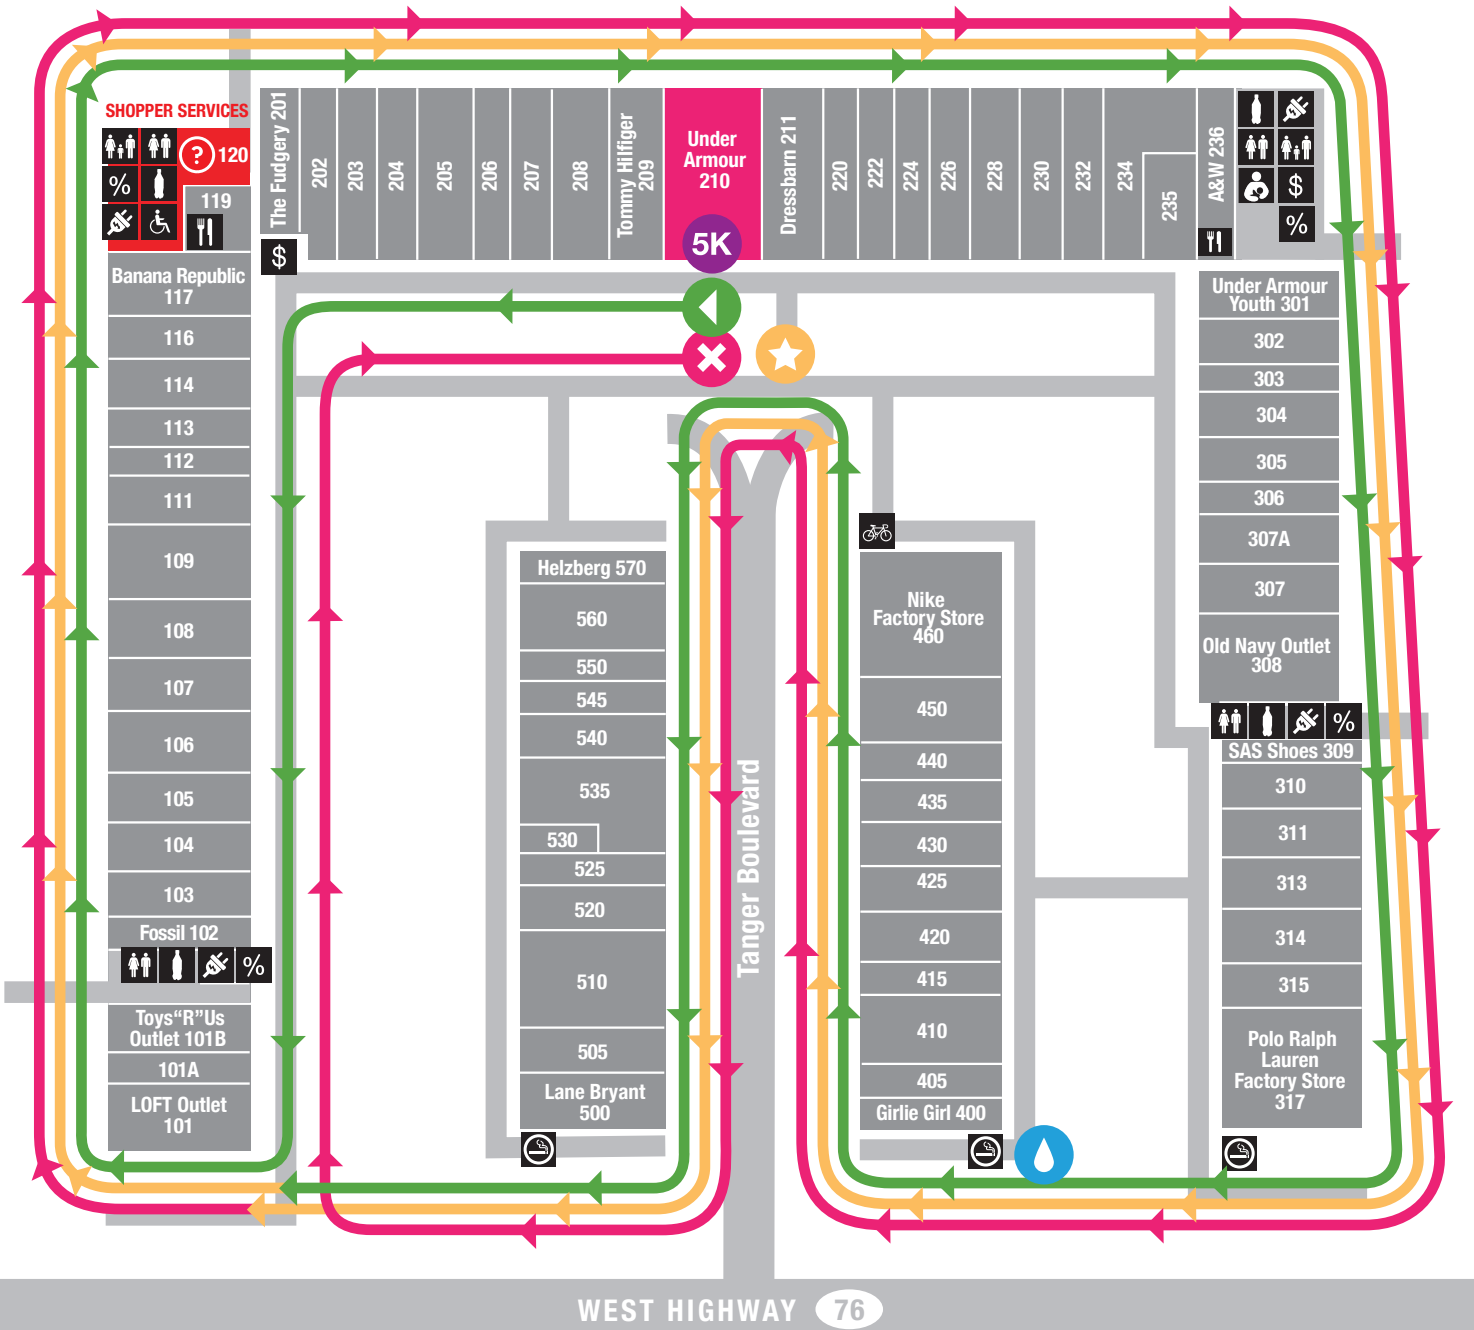 SHOPPER SERVICES
?
120
119
%
The Fudgery 201
202
203
204
205
206
207
208
Tommy Hilfiger
209
Under
Armour
210
5K
Dressbarn 211
220
222
224
226
228
230
232
234
235
A&W 236
$
%
$
Banana Republic
117
116
114
113
112
111
109
108
107
106
105
104
103
Fossil 102
%
Toys“R”Us
Outlet 101B
101A
LOFT Outlet
101
Helzberg 570
560
550
545
540
535
530
525
520
510
505
Lane Bryant
500
Tanger Boulevard
Nike
Factory Store
460
450
440
435
430
425
420
415
410
405
Girlie Girl 400
Under Armour
Youth 301
302
303
304
305
306
307A
307
Old Navy Outlet
308
%
SAS Shoes 309
310
311
313
314
315
Polo Ralph
Lauren
Factory Store
317
WEST HIGHWAY 76